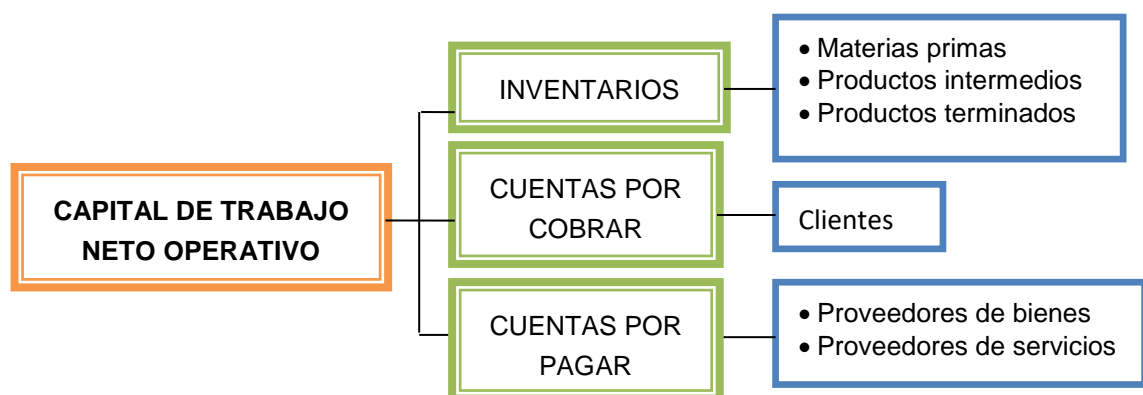 CAPITAL DE TRABAJO
NETO OPERATIVO
INVENTARIOS
• Materias primas
• Productos intermedios
• Productos terminados
CUENTAS POR
COBRAR
Clientes
CUENTAS POR
PAGAR
• Proveedores de bienes
• Proveedores de servicios